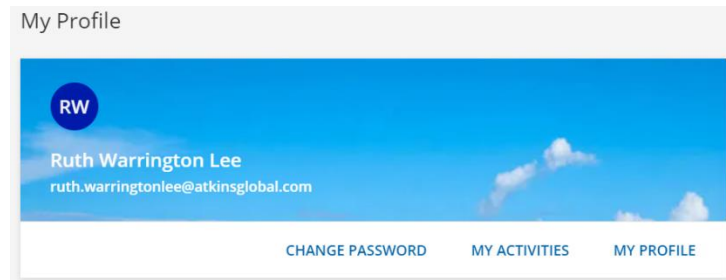 My Profile
RW
Ruth Warrington Lee
ruth.warringtonlee@atkinsglobal.com
CHANGE PASSWORD MY ACTIVITIES MY PROFILE